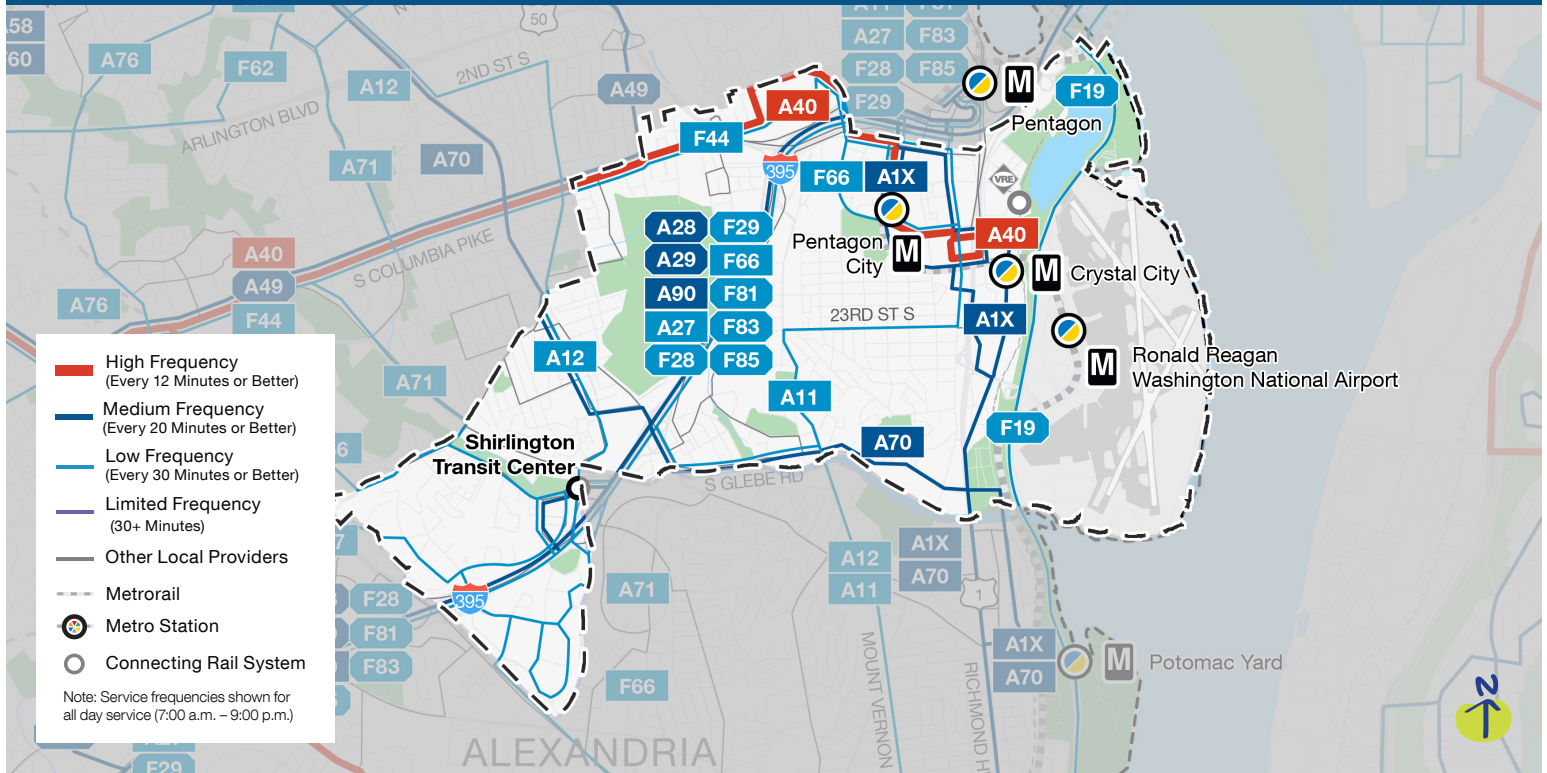 A58
F60
A76
F62
A12
50
2ND ST S
A49
ARLINGTON BLVD
A71
A70
A27
F83
F28
F85
F29
M
Pentagon
F19
A40
F44
395
F66
A1X
VRE
A28
F29
A29
F66
A90
F81
A27
F83
F28
F85
Pentagon
City
M
A40
M
Crystal City
A1X
23RD ST S
M
Ronald Reagan
Washington National Airport
A40
A49
F44
S COLUMBIA PIKE
A76
A71
A12
A11
A70
F19
Shirlington
Transit Center
S GLEBE RD
High Frequency
(Every 12 Minutes or Better)
Medium Frequency
(Every 20 Minutes or Better)
Low Frequency
(Every 30 Minutes or Better)
Limited Frequency
(30+ Minutes)
Other Local Providers
Metrorail
Metro Station
Connecting Rail System
Note: Service frequencies shown for
all day service (7:00 a.m. – 9:00 p.m.)
395
F28
F81
F83
A71
F66
A12
A11
A1X
A70
1
A1X
A70
M
Potomac Yard
MOUNT VERNON
RICHMOND H
ALEXANDRIA
F29
N